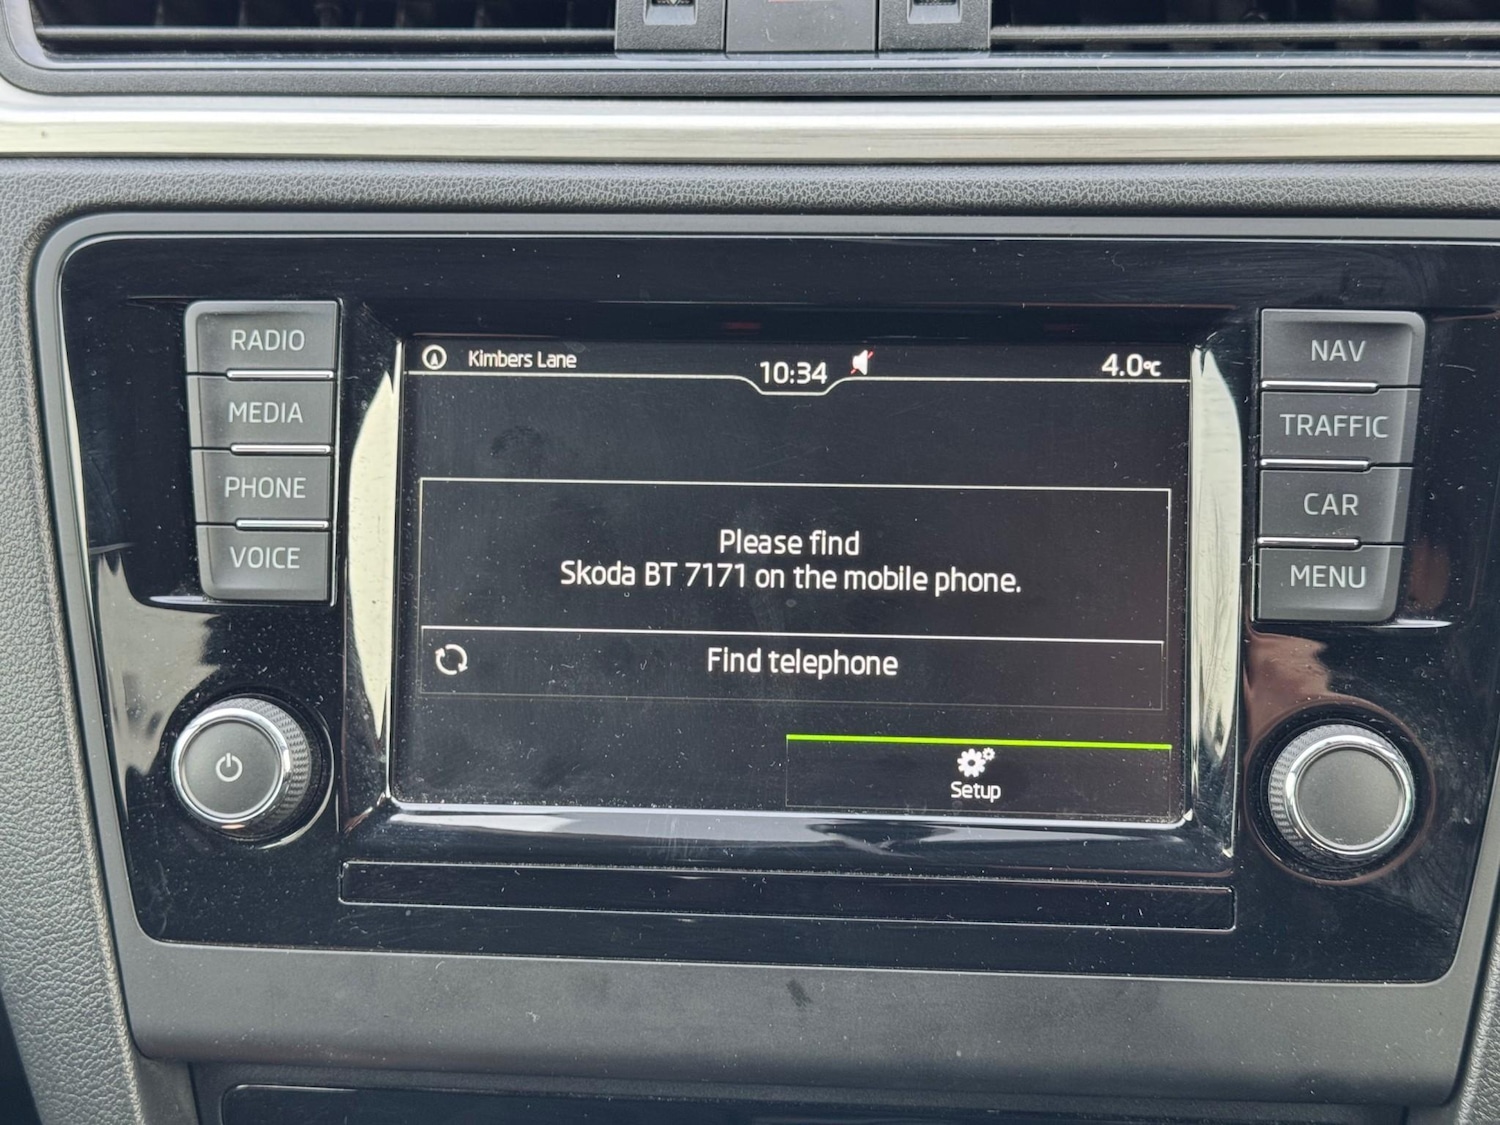 RADIO
MEDIA
PHONE
VOICE
Kimbers Lane
10:34
4.0°C
Please find
Skoda BT 7171 on the mobile phone.
Find telephone
Setup
NAV
TRAFFIC
CAR
MENU